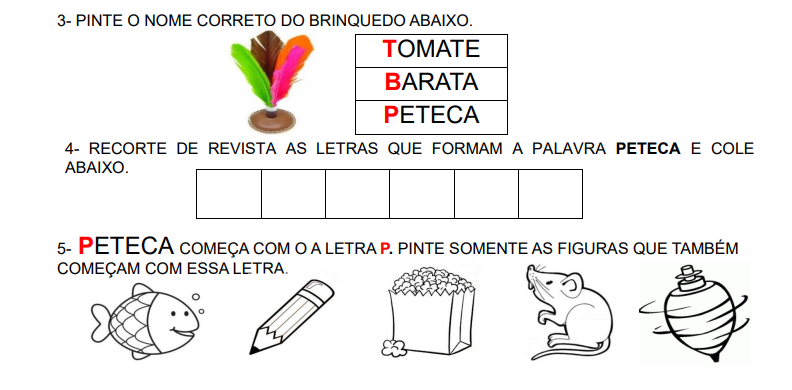 3- PINTE O NOME CORRETO DO BRINQUEDO ABAIXO.
TOMATE
BARATA
PETECA
4- RECORTE DE REVISTA AS LETRAS QUE FORMAM A PALAVRA PETECA E COLE
ABAIXO.
5- PETECA COMEÇA COM O A LETRA P. PINTE SOMENTE AS FIGURAS QUE TAMBÉM
COMEÇAM COM ESSA LETRA.